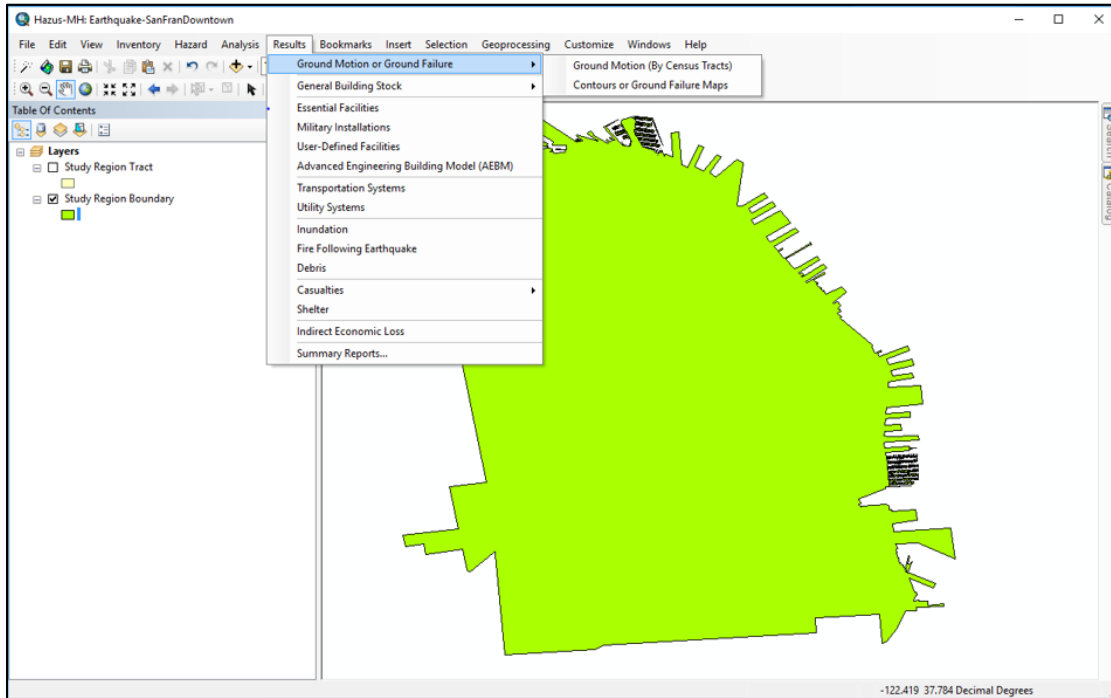 Hazus-MH: Earthquake-SanFranDowntown
File Edit View Inventory Hazard Analysis Results Bookmarks Insert Selection Geoprocessing Customize Windows Help
Ground Motion or Ground Failure
Ground Motion (By Census Tracts)
Contours or Ground Failure Maps
General Building Stock
Essential Facilities
Military Installations
User-Defined Facilities
Advanced Engineering Building Model (AEBM)
Transportation Systems
Utility Systems
Inundation
Fire Following Earthquake
Debris
Casualties
Shelter
Indirect Economic Loss
Summary Reports...
Table Of Contents
Layers
Study Region Tract
Study Region Boundary
Search
Catalog
-122.419 37.784 Decimal Degrees